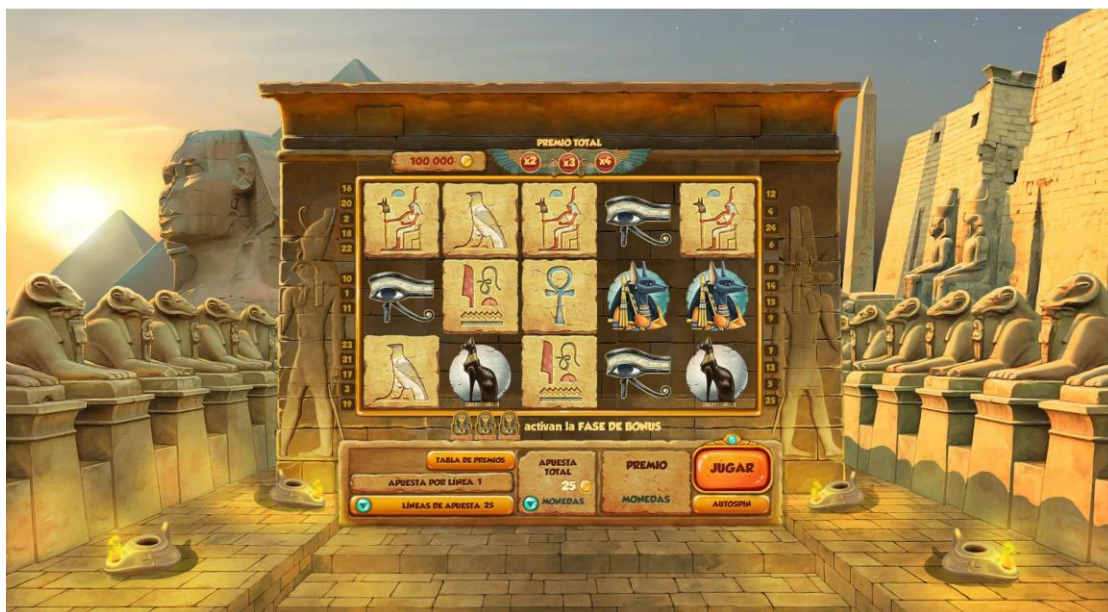 PREMIO TOTAL
100 000
x2 x3 x4
16
20
2
18
22
10
1
11
23
21
17
3
19
12
4
24
6
8
14
15
9
7
13
5
25
activan la FASE DE BONUS
TABLA DE PREMIOS
APUESTA POR LÍNEA 1
LÍNEAS DE APUESTA 25
APUESTA
TOTAL
25
MONEDAS
PREMIO
MONEDAS
JUGAR
AUTOSPIN